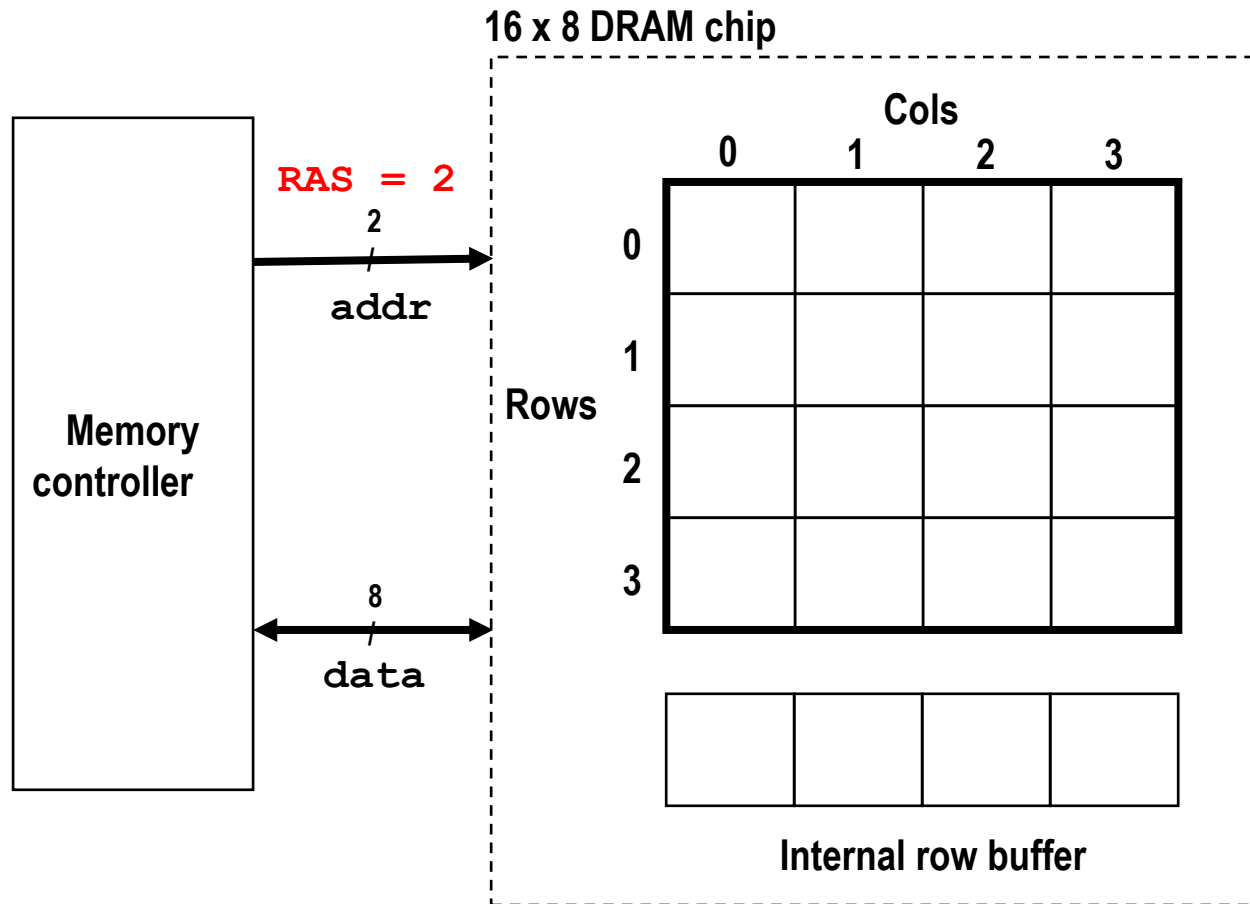 16 x 8 DRAM chip
Cols
0 1 2 3
RAS = 2
2
addr
0
1
Rows
2
3
Memory
controller
8
data
Internal row buffer